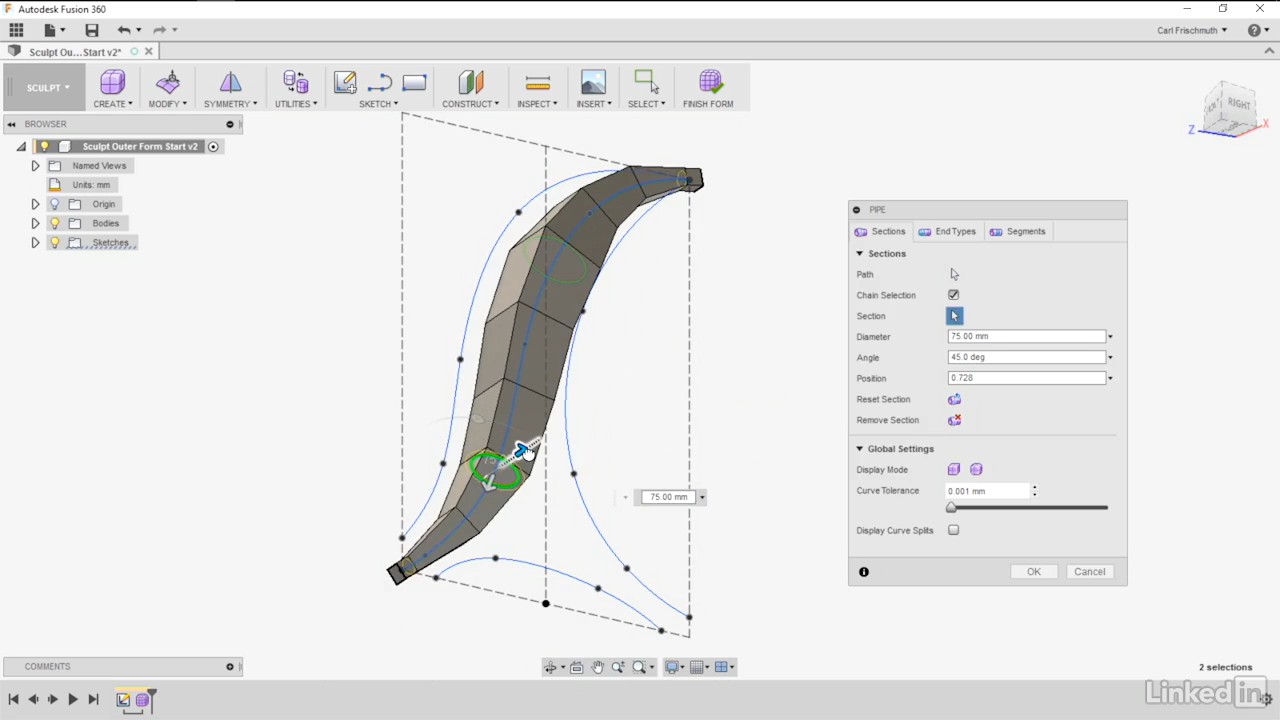 Autodesk Fusion 360
Carl Frischmuth
Sculpt Ou...Start v2*
SCULPT
CREATE
MODIFY
SYMMETRY
UTILITIES
SKETCH
CONSTRUCT
INSPECT
INSERT
SELECT
FINISH FORM
RIGHT
Z
X
BROWSER
Sculpt Outer Form Start v2
Named Views
Units: mm
Origin
Bodies
Sketches
PIPE
Sections
End Types
Segments
Sections
Path
Chain Selection
Section
Diameter
75.00 mm
Angle
45.0 deg
Position
0.728
Reset Section
Remove Section
Global Settings
Display Mode
Curve Tolerance
0.001 mm
Display Curve Splits
OK
Cancel
75.00 mm
COMMENTS
2 selections
Linked in